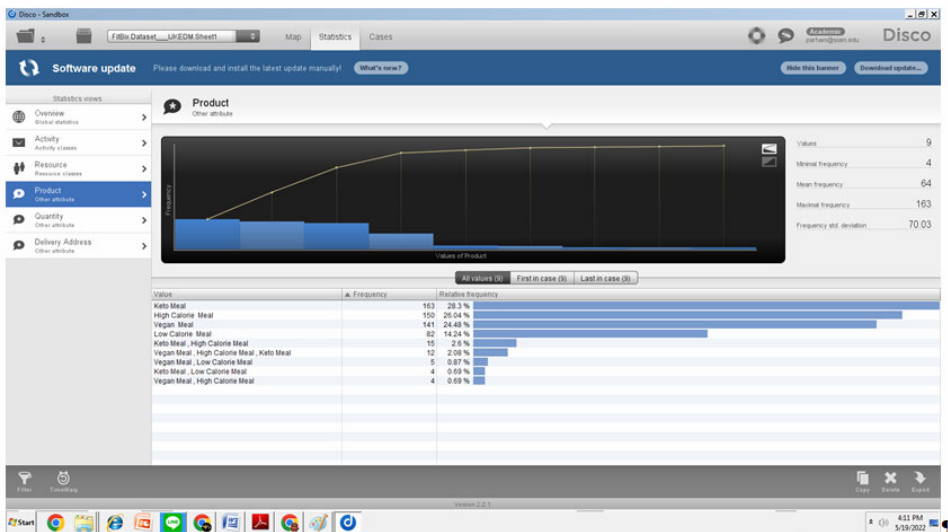 Disco - Sandbox
FitBix Dataset__UKEDM.Sheet1
Map
Statistics
Cases
Academic
Disco
Software update
Please download and install the latest update manually!
What's new?
Hide this banner
Download update...
Statistics views
Overview
Global statistics
Activity
Activity classes
Resource
Resource classes
Product
Other attribute
Quantity
Other attribute
Delivery Address
Other attribute
Product
Other attribute
Frequency
Values of Product
Values 9
Minimal frequency 4
Mean frequency 64
Maximal frequency 163
Frequency std. deviation 70.03
All values (9) First in case (9) Last in case (9)
Value Frequency Relative frequency
Keto Meal 163 28.3 %
High Calorie Meal 150 26.04 %
Vegan Meal 141 24.48 %
Low Calorie Meal 82 14.24 %
Keto Meal , High Calorie Meal 15 2.6 %
Vegan Meal , High Calorie Meal , Keto Meal 12 2.08 %
Vegan Meal , Low Calorie Meal 5 0.87 %
Keto Meal , Low Calorie Meal 4 0.69 %
Vegan Meal , High Calorie Meal 4 0.69 %
Filter
TimeWarp
Copy
Delete
Export
Version 2.2.1
Start
LINE
4:11 PM
5/19/2022